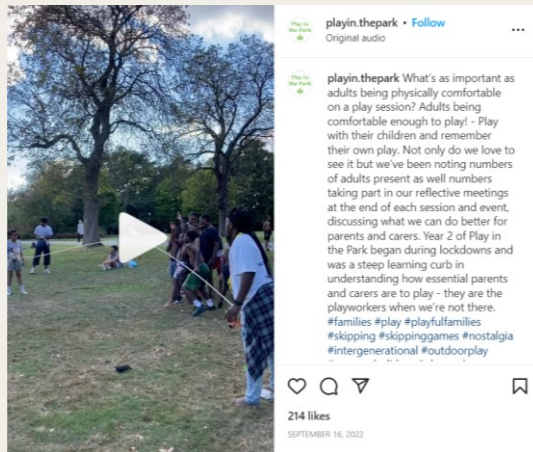 Play in
the Park
playin.thepark • Follow
Original audio
Play in
the Park
playin.thepark What's as important as
adults being physically comfortable
on a play session? Adults being
comfortable enough to play! - Play
with their children and remember
their own play. Not only do we love to
see it but we've been noting numbers
of adults present as well numbers
taking part in our reflective meetings
at the end of each session and event,
discussing what we can do better for
parents and carers. Year 2 of Play in
the Park began during lockdowns and
was a steep learning curb in
understanding how essential parents
and carers are to play - they are the
playworkers when we're not there.
#families #play #playfulfamilies
#skipping #skippinggames #nostalgia
#intergenerational #outdoorplay
214 likes
SEPTEMBER 16, 2022